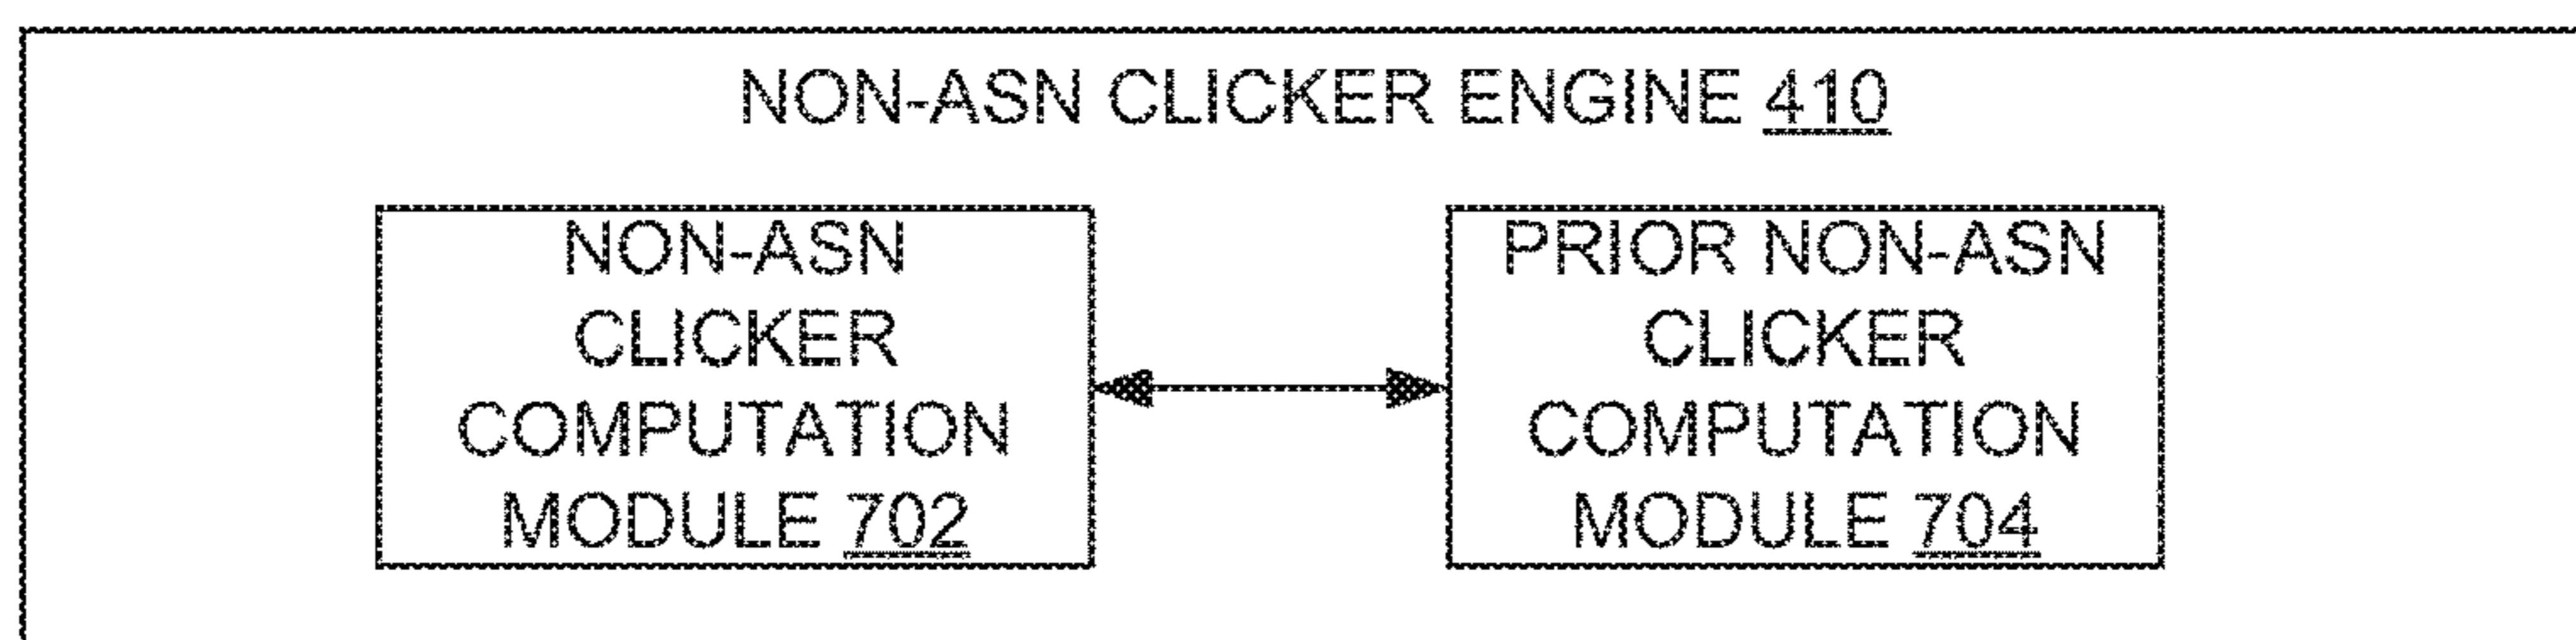 NON-ASN CLICKER ENGINE 410
NON-ASN
CLICKER
COMPUTATION
MODULE 702
PRIOR NON-ASN
CLICKER
COMPUTATION
MODULE 704